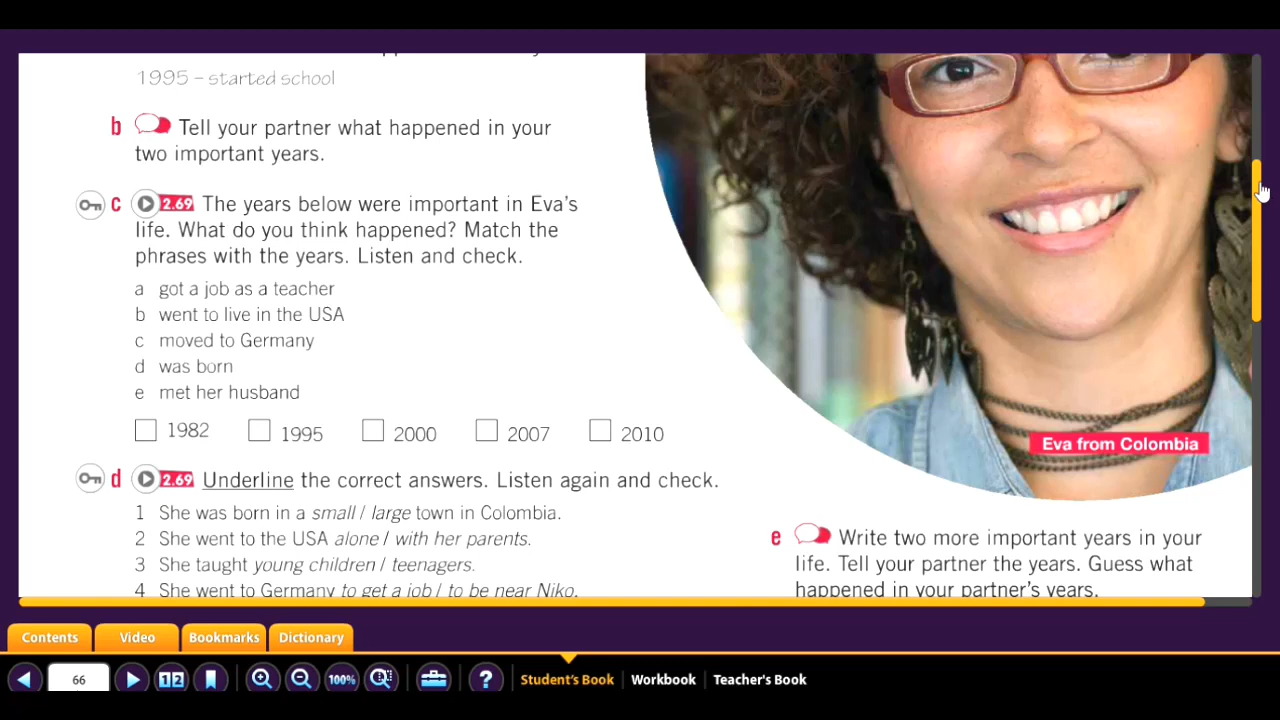 1995 – started school
b Tell your partner what happened in your
two important years.
c 2.69 The years below were important in Eva's
life. What do you think happened? Match the
phrases with the years. Listen and check.
a got a job as a teacher
b went to live in the USA
c moved to Germany
d was born
e met her husband
1982 1995 2000 2007 2010
Eva from Colombia
d 2.69 Underline the correct answers. Listen again and check.
1 She was born in a small / large town in Colombia.
2 She went to the USA alone / with her parents.
3 She taught young children / teenagers.
4 She went to Germany to get a job / to be near Niko.
e Write two more important years in your
life. Tell your partner the years. Guess what
happened in your partner's years.
Contents Video Bookmarks Dictionary
66 12 100% ? Student's Book Workbook Teacher's Book